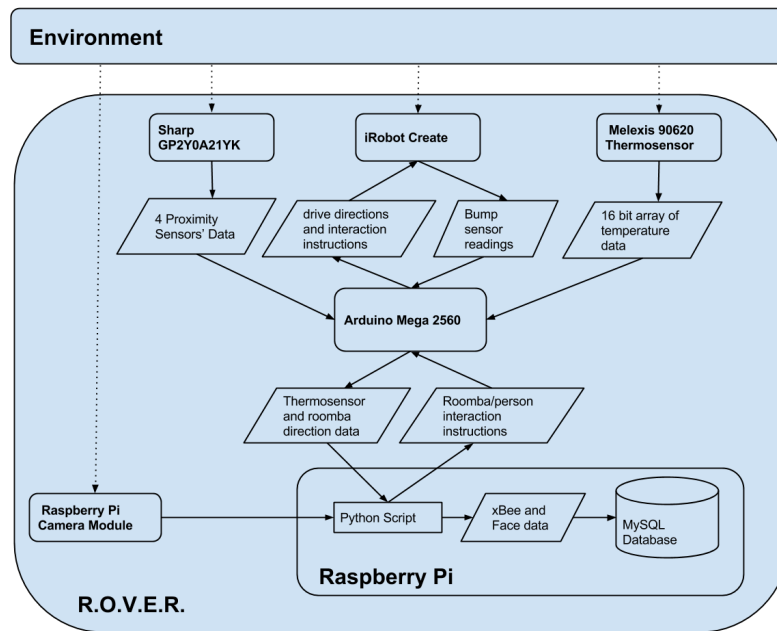 Environment
Sharp
GP2Y0A21YK
iRobot Create
Melexis 90620
Thermosensor
4 Proximity
Sensors' Data
drive directions
and interaction
instructions
Bump
sensor
readings
16 bit array of
temperature
data
Arduino Mega 2560
Thermosensor
and roomba
direction data
Roomba/person
interaction
instructions
Raspberry Pi
Camera Module
Python Script
xBee and
Face data
MySQL
Database
Raspberry Pi
R.O.V.E.R.